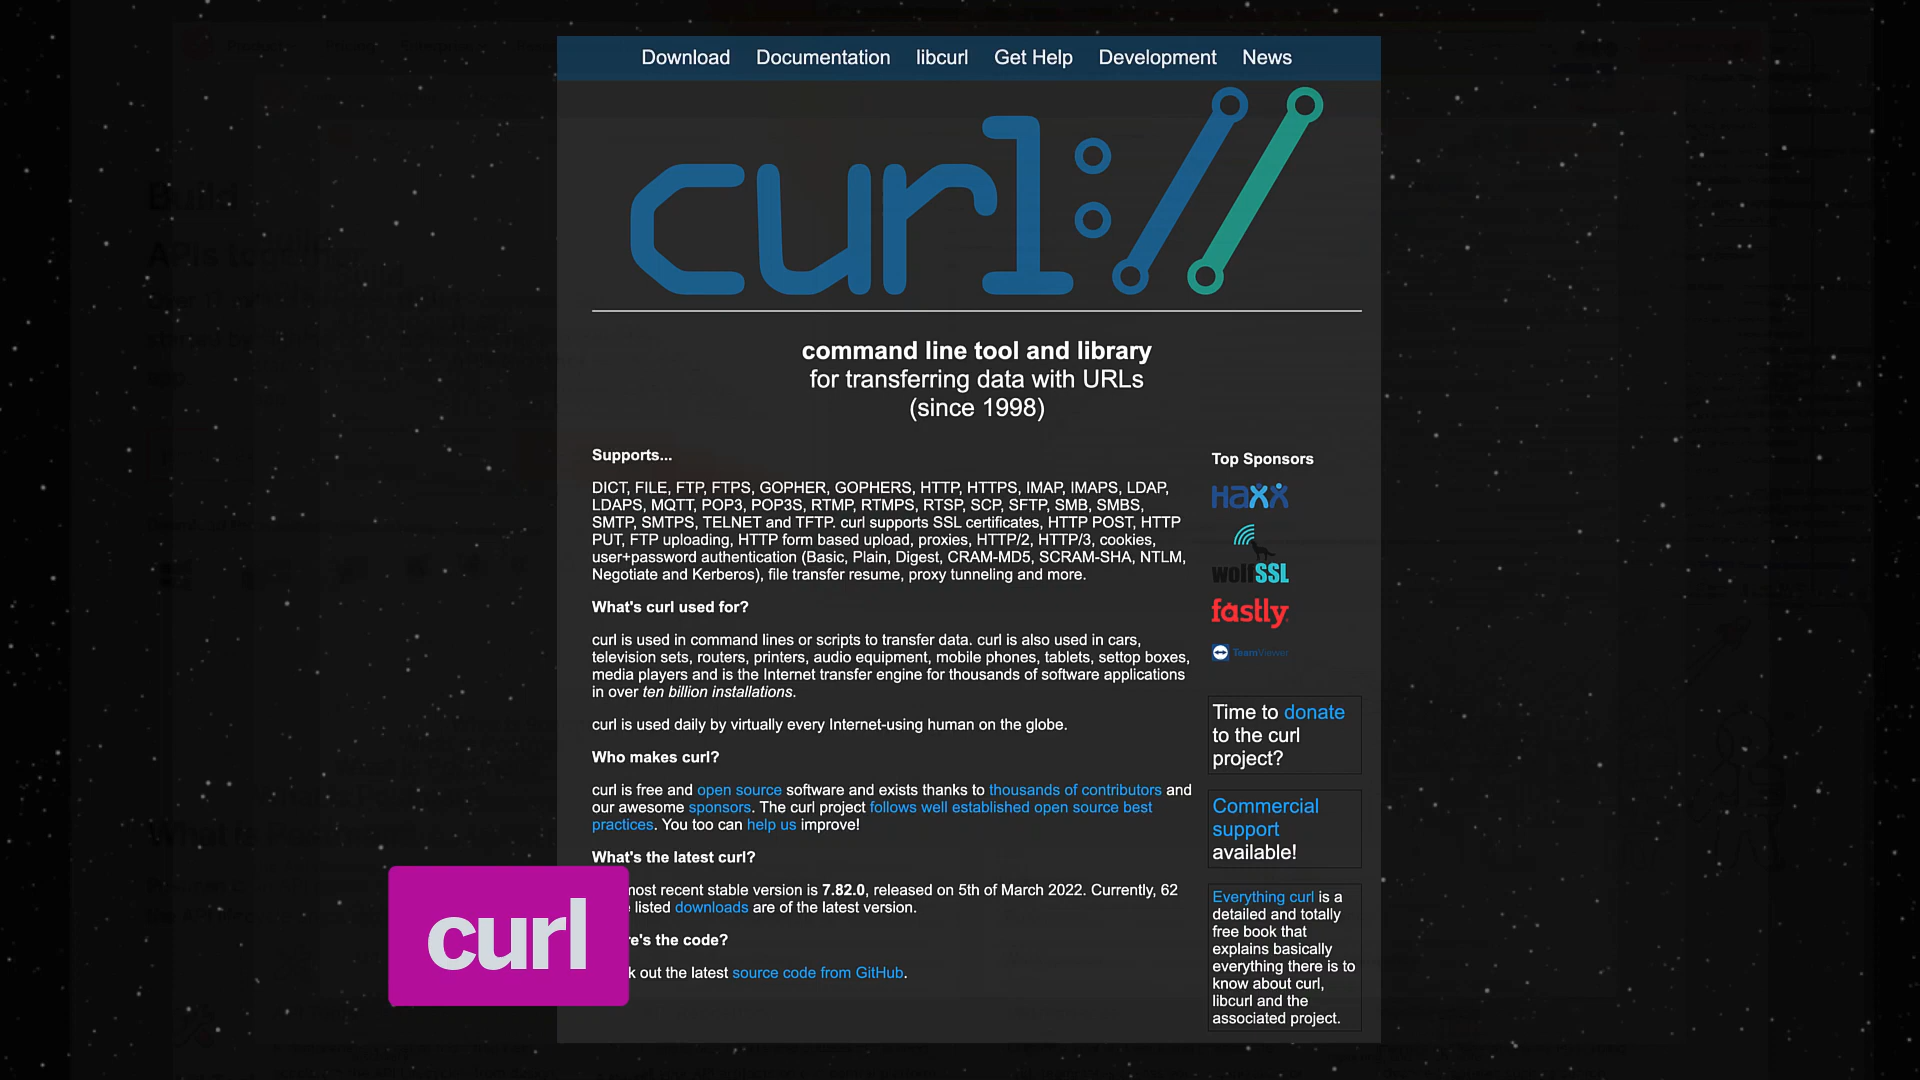 Download Documentation libcurl Get Help Development News
curl://
command line tool and library
for transferring data with URLs
(since 1998)
Supports...
DICT, FILE, FTP, FTPS, GOPHER, GOPHERS, HTTP, HTTPS, IMAP, IMAPS, LDAP,
LDAPS, MQTT, POP3, POP3S, RTMP, RTMPS, RTSP, SCP, SFTP, SMB, SMBS,
SMTP, SMTPS, TELNET and TFTP. curl supports SSL certificates, HTTP POST, HTTP
PUT, FTP uploading, HTTP form based upload, proxies, HTTP/2, HTTP/3, cookies,
user+password authentication (Basic, Plain, Digest, CRAM-MD5, SCRAM-SHA, NTLM,
Negotiate and Kerberos), file transfer resume, proxy tunneling and more.
What's curl used for?
curl is used in command lines or scripts to transfer data. curl is also used in cars,
television sets, routers, printers, audio equipment, mobile phones, tablets, settop boxes,
media players and is the Internet transfer engine for thousands of software applications
in over ten billion installations.
curl is used daily by virtually every Internet-using human on the globe.
Who makes curl?
curl is free and open source software and exists thanks to thousands of contributors and
our awesome sponsors. The curl project follows well established open source best
practices. You too can help us improve!
What's the latest curl?
most recent stable version is 7.82.0, released on 5th of March 2022. Currently, 62
listed downloads are of the latest version.
re's the code?
k out the latest source code from GitHub.
Top Sponsors
HaXX
wolfSSL
fastly
TeamViewer
Time to donate
to the curl
project?
Commercial
support
available!
Everything curl is a
detailed and totally
free book that
explains basically
everything there is to
know about curl,
libcurl and the
associated project.
curl
Build
APIs together